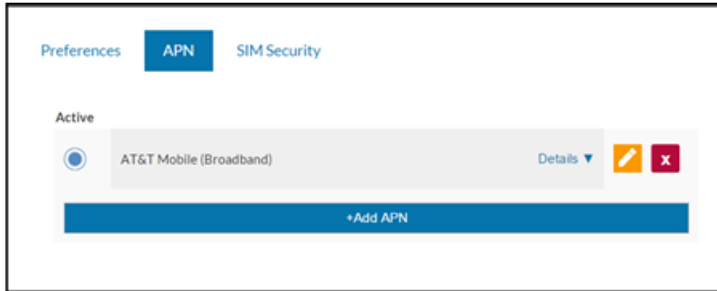 Preferences APN SIM Security
Active
AT&T Mobile (Broadband) Details ▼ x
+Add APN